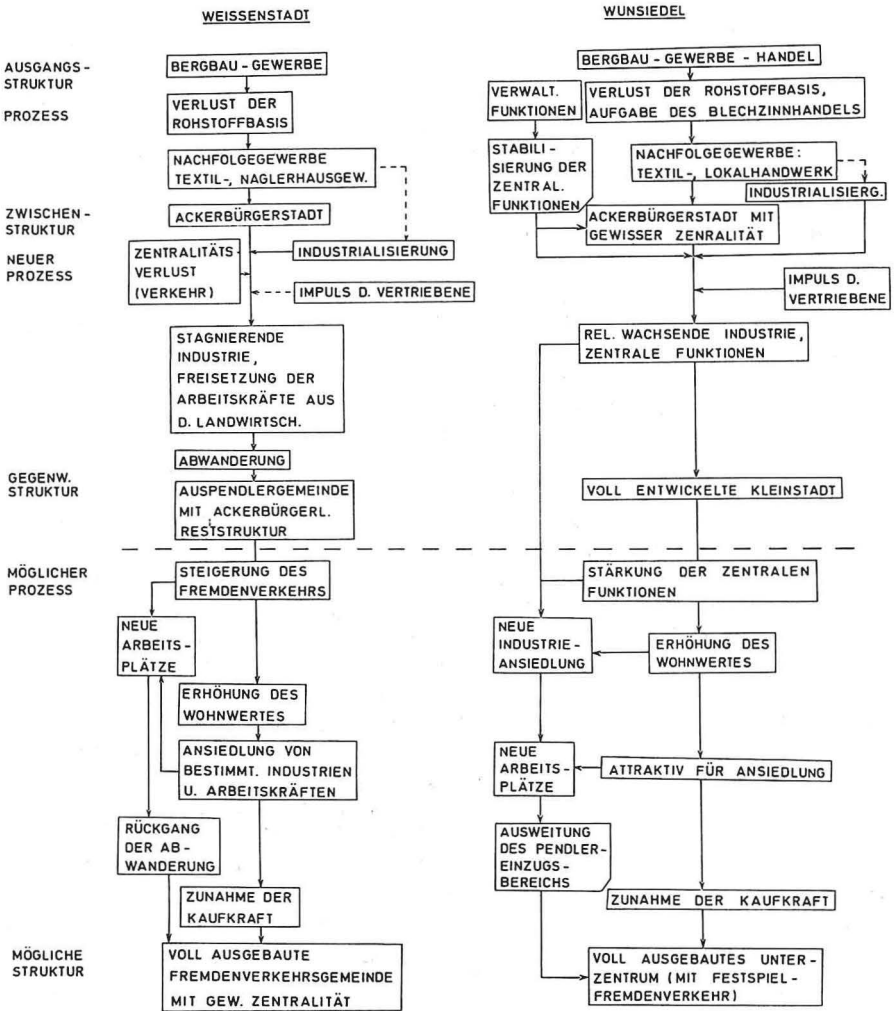 WEISSENSTADT
WUNSIEDEL
AUSGANGS-
STRUKTUR
BERGBAU - GEWERBE
BERGBAU - GEWERBE - HANDEL
PROZESS
VERLUST DER
ROHSTOFFBASIS
VERWALT.
FUNKTIONEN
VERLUST DER ROHSTOFFBASIS,
AUFGABE DES BLECHZINNHANDELS
NACHFOLGEGEWERBE
TEXTIL-, NAGLERHAUSGEW.
STABILI-
SIERUNG DER
ZENTRAL.
FUNKTIONEN
NACHFOLGEGEWERBE:
TEXTIL-, LOKALHANDWERK
INDUSTRIALISIERG.
ZWISCHEN-
STRUKTUR
ACKERBÜRGERSTADT
ACKERBÜRGERSTADT MIT
GEWISSER ZENRALITÄT
NEUER
PROZESS
ZENTRALITÄTS-
VERLUST
(VERKEHR)
INDUSTRIALISIERUNG
IMPULS D. VERTRIEBENE
IMPULS D.
VERTRIEBENE
STAGNIERENDE
INDUSTRIE,
FREISETZUNG DER
ARBEITSKRÄFTE AUS
D. LANDWIRTSCH.
REL. WACHSENDE INDUSTRIE,
ZENTRALE FUNKTIONEN
ABWANDERUNG
GEGENW.
STRUKTUR
AUSPENDLERGEMEINDE
MIT ACKERBÜRGERL.
RESTSTRUKTUR
VOLL ENTWICKELTE KLEINSTADT
MÖGLICHER
PROZESS
STEIGERUNG DES
FREMDENVERKEHRS
STÄRKUNG DER ZENTRALEN
FUNKTIONEN
NEUE
ARBEITS-
PLÄTZE
NEUE
INDUSTRIE-
ANSIEDLUNG
ERHÖHUNG DES
WOHNWERTES
ERHÖHUNG DES
WOHNWERTES
ANSIEDLUNG VON
BESTIMMT. INDUSTRIEN
U. ARBEITSKRÄFTEN
NEUE
ARBEITS-
PLÄTZE
ATTRAKTIV FÜR ANSIEDLUNG
RÜCKGANG
DER AB-
WANDERUNG
AUSWEITUNG
DES PENDLER-
EINZUGS-
BEREICHS
ZUNAHME DER
KAUFKRAFT
ZUNAHME DER KAUFKRAFT
MÖGLICHE
STRUKTUR
VOLL AUSGEBAUTE
FREMDENVERKEHRSGEMEINDE
MIT GEW. ZENTRALITÄT
VOLL AUSGEBAUTES UNTER-
ZENTRUM (MIT FESTSPIEL-
FREMDENVERKEHR)